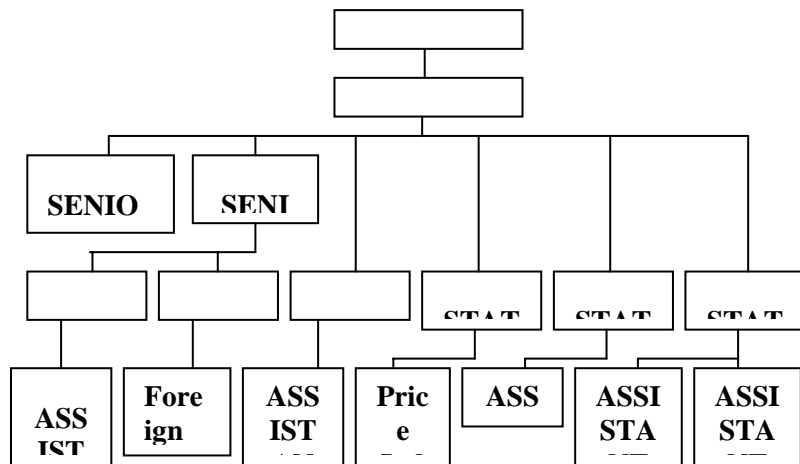 SENIO
SENI
STAT
STAT
STAT
ASS
IST
Fore
ign
ASS
IST
Pric
e
ASS
ASSI
STA
ASSI
STA